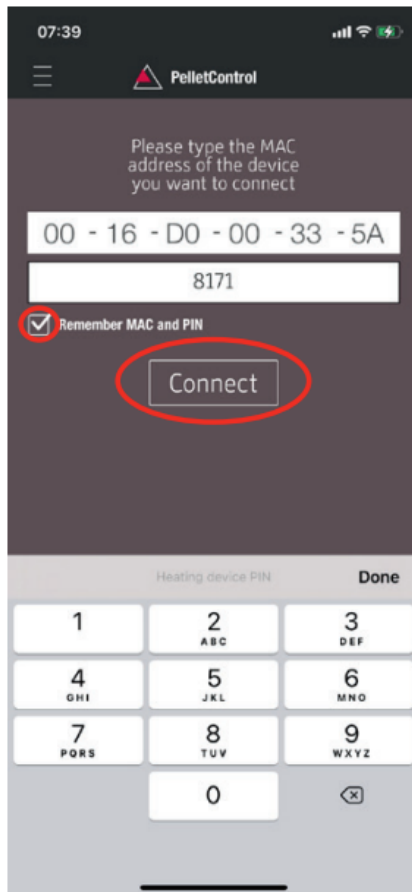 07:39
PelletControl
Please type the MAC
address of the device
you want to connect
00 - 16 - D0 - 00 - 33 - 5A
8171
Remember MAC and PIN
Connect
Heating device PIN Done
1 2 3
ABC DEF
4 5 6
GHI JKL MNO
7 8 9
PQRS TUV WXYZ
0